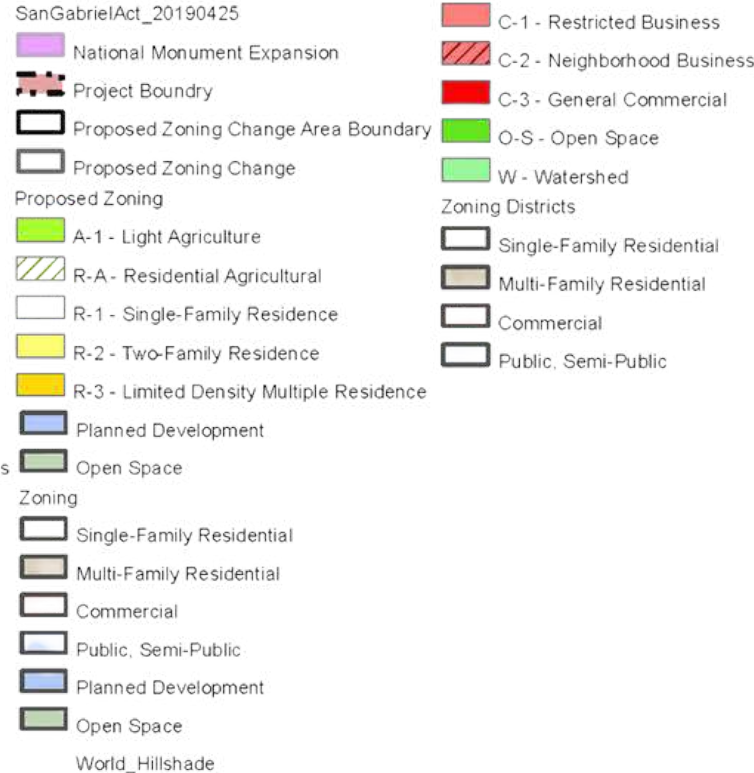 SanGabrielAct_20190425
National Monument Expansion
Project Boundry
Proposed Zoning Change Area Boundary
Proposed Zoning Change
Proposed Zoning
A-1 - Light Agriculture
R-A - Residential Agricultural
R-1 - Single-Family Residence
R-2 - Two-Family Residence
R-3 - Limited Density Multiple Residence
Planned Development
s
Open Space
Zoning
Single-Family Residential
Multi-Family Residential
Commercial
Public, Semi-Public
Planned Development
Open Space
World_Hillshade
C-1 - Restricted Business
C-2 - Neighborhood Business
C-3 - General Commercial
O-S - Open Space
W - Watershed
Zoning Districts
Single-Family Residential
Multi-Family Residential
Commercial
Public, Semi-Public